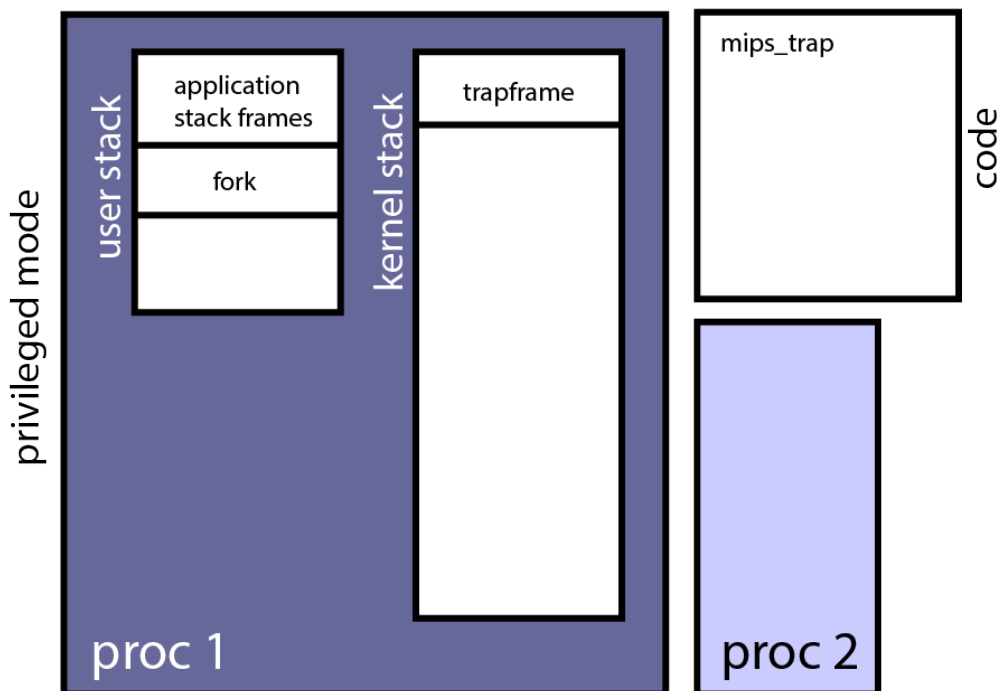 privileged mode
user stack
application
stack frames
fork
kernel stack
trapframe
proc 1
mips_trap
code
proc 2